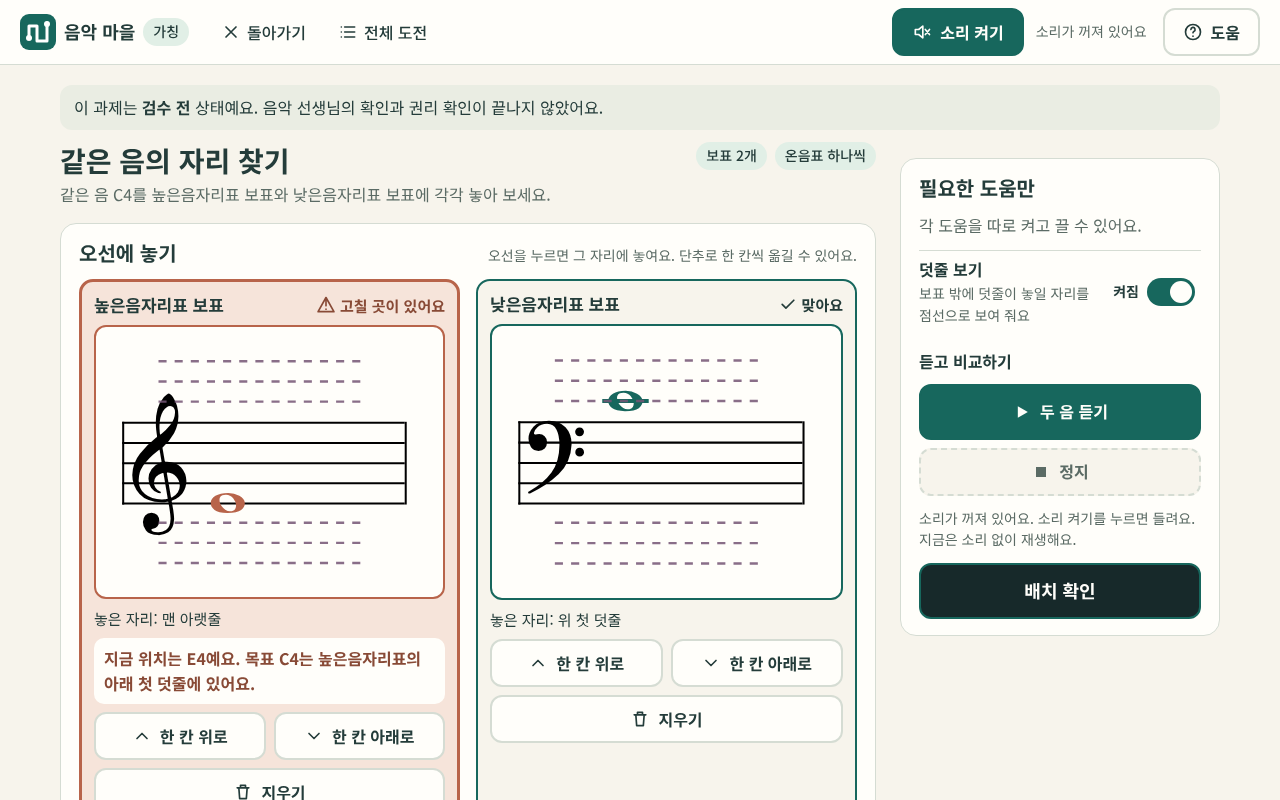 음악 마을 가칭 돌아가기 전체 도전 소리 켜기 소리가 꺼져 있어요 도움
이 과제는 검수 전 상태예요. 음악 선생님의 확인과 권리 확인이 끝나지 않았어요.
같은 음의 자리 찾기
보표 2개 온음표 하나씩
같은 음 C4를 높은음자리표 보표와 낮은음자리표 보표에 각각 놓아 보세요.
오선에 놓기
오선을 누르면 그 자리에 놓여요. 단추로 한 칸씩 옮길 수 있어요.
높은음자리표 보표 고칠 곳이 있어요
놓은 자리: 맨 아랫줄
지금 위치는 E4예요. 목표 C4는 높은음자리표의
아래 첫 덧줄에 있어요.
한 칸 위로 한 칸 아래로
지우기
낮은음자리표 보표 맞아요
놓은 자리: 위 첫 덧줄
한 칸 위로 한 칸 아래로
지우기
필요한 도움만
각 도움을 따로 켜고 끌 수 있어요.
덧줄 보기
보표 밖에 덧줄이 놓일 자리를
점선으로 보여 줘요
켜짐
듣고 비교하기
두 음 듣기
정지
소리가 꺼져 있어요. 소리 켜기를 누르면 들려요.
지금은 소리 없이 재생해요.
배치 확인